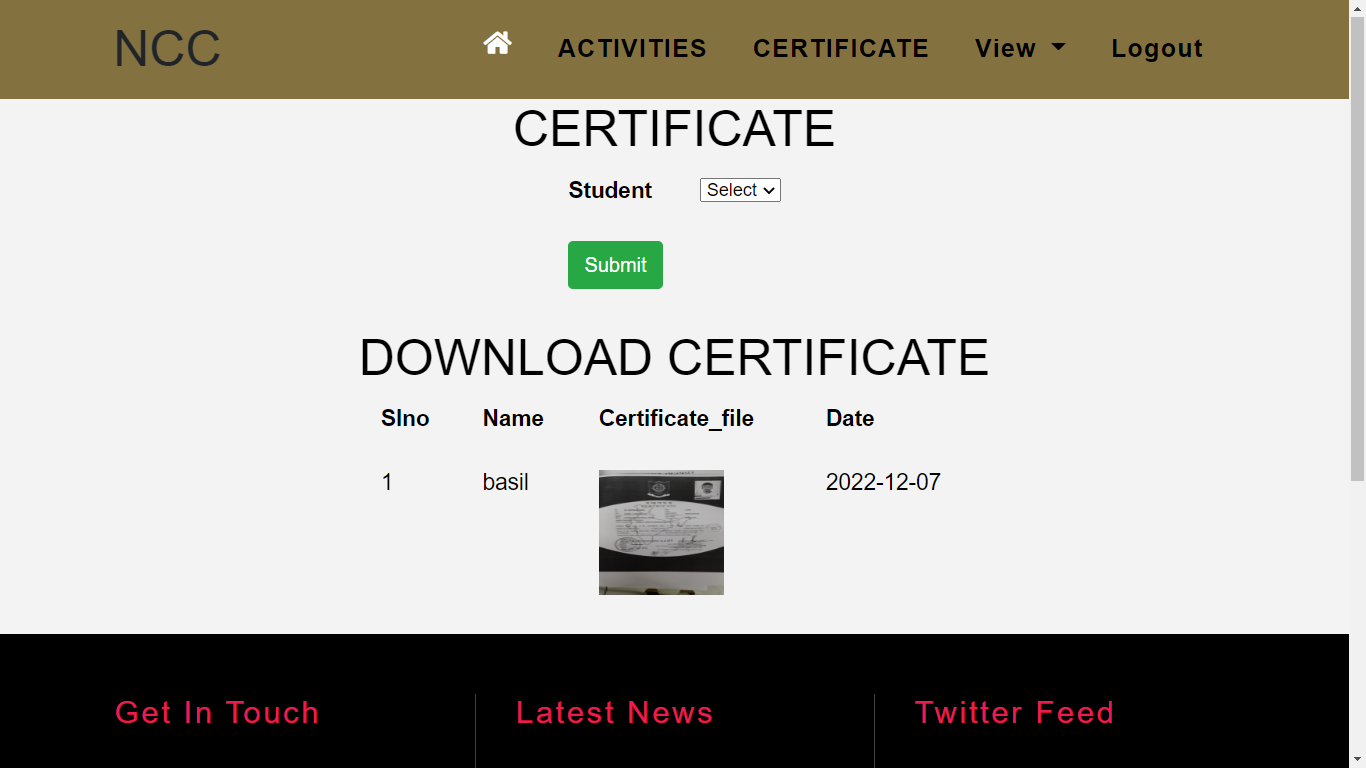 NCC ACTIVITIES CERTIFICATE View Logout
CERTIFICATE
Student Select
Submit
DOWNLOAD CERTIFICATE
Slno Name Certificate_file Date
1 basil 2022-12-07
Get In Touch Latest News Twitter Feed